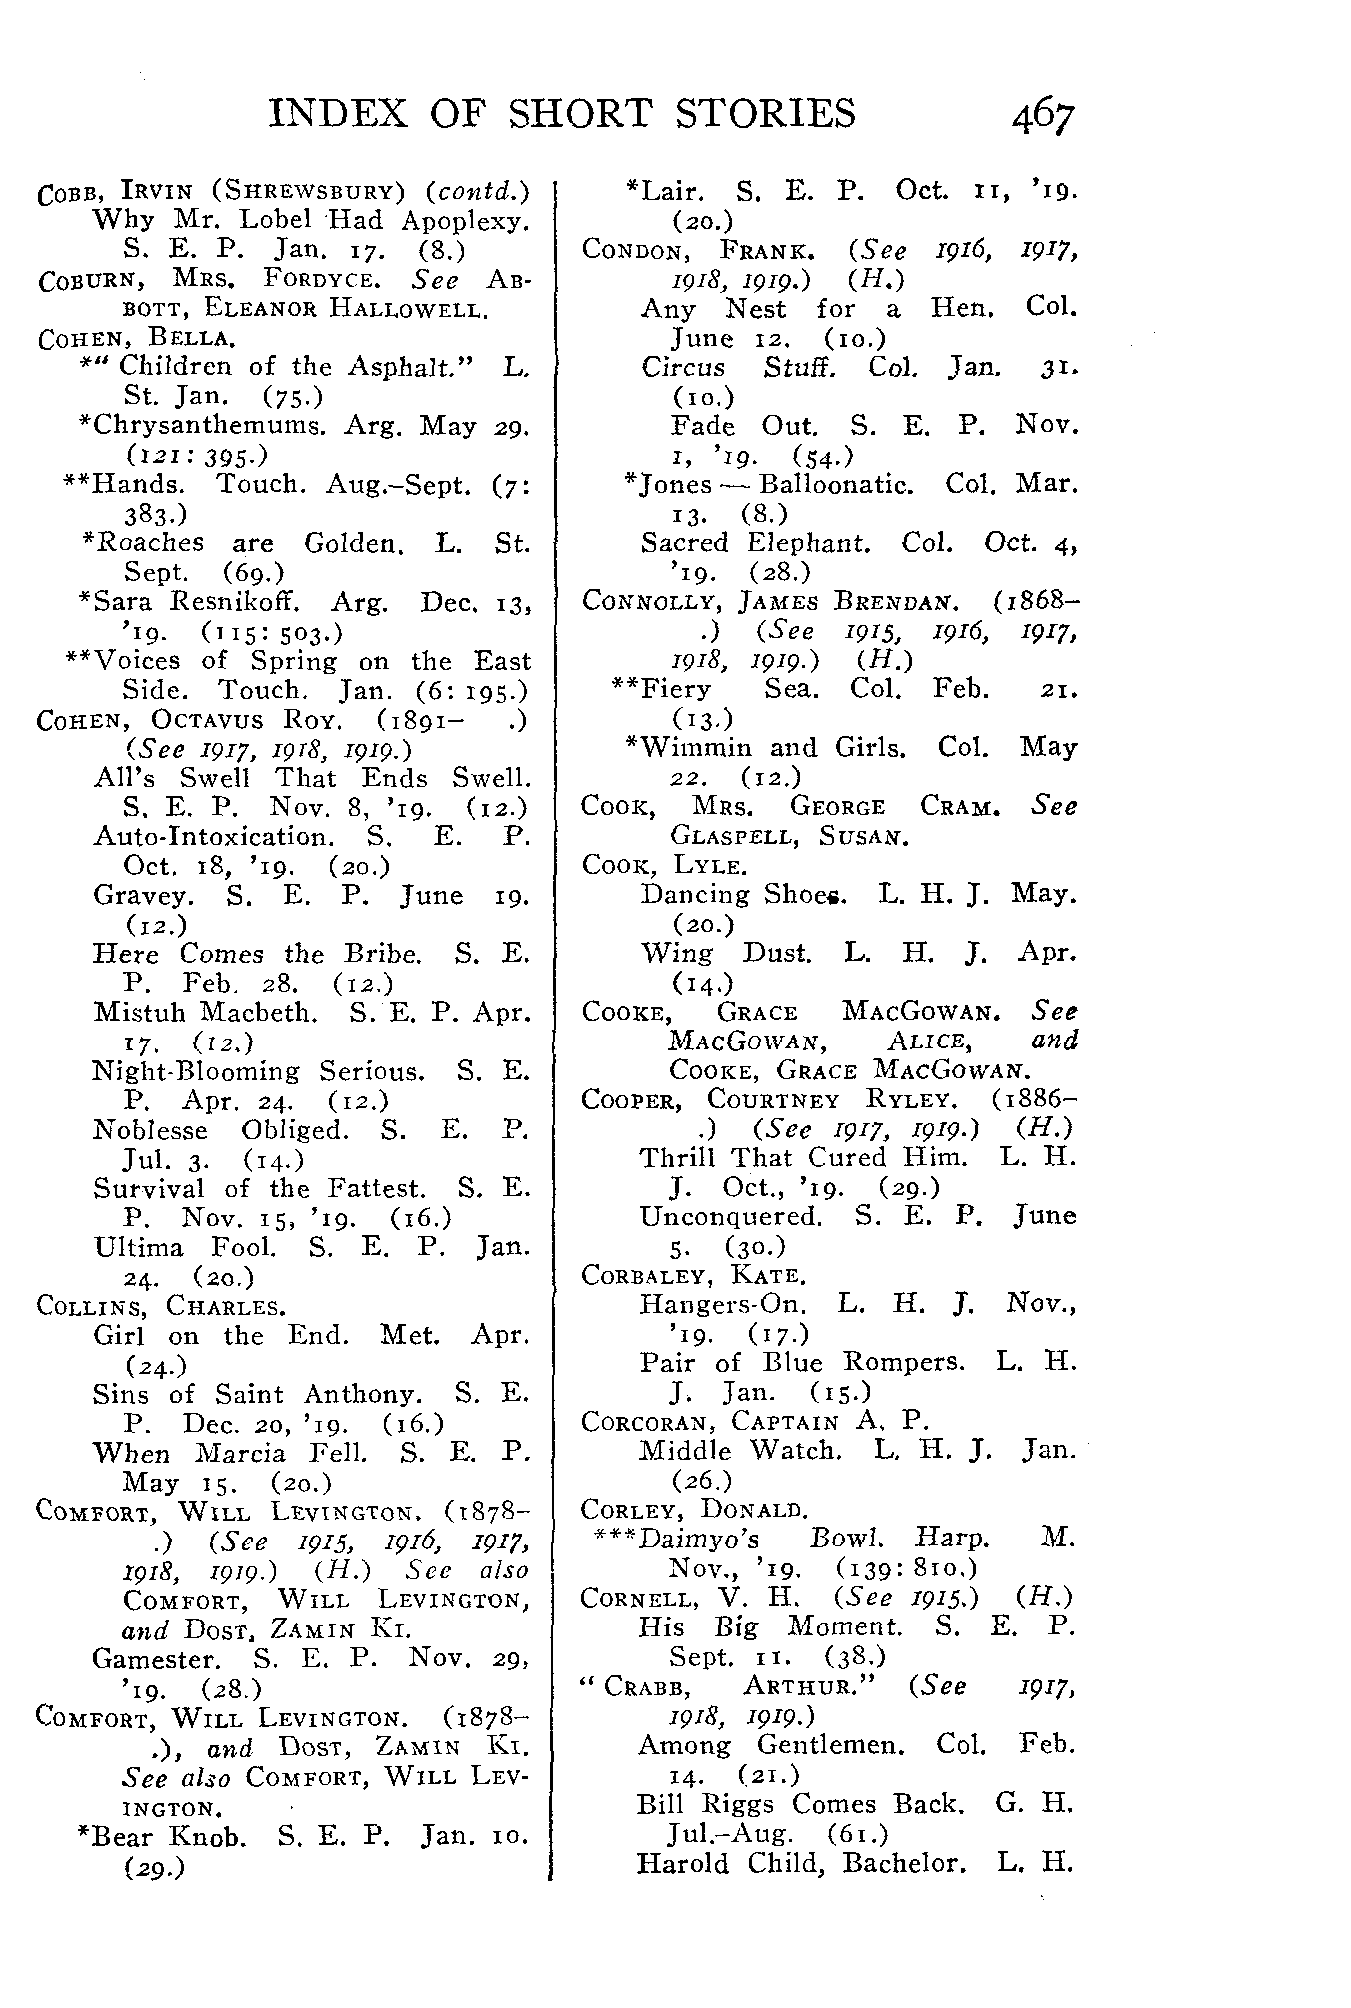 INDEX OF SHORT STORIES 467
COBB, IRVIN (SHREWSBURY) (contd.)
Why Mr. Lobel Had Apoplexy.
S. E. P. Jan. 17. (8.)
COBURN, MRS. FORDYCE. See AB-
BOTT, ELEANOR HALLOWELL.
COHEN, BELLA.
*“ Children of the Asphalt.” L.
St. Jan. (75.)
*Chrysanthemums. Arg. May 29.
(121: 395.)
**Hands. Touch. Aug.–Sept. (7:
383.)
*Roaches are Golden. L. St.
Sept. (69.)
*Sara Resnikoff. Arg. Dec. 13,
’19. (115: 503.)
**Voices of Spring on the East
Side. Touch. Jan. (6: 195.)
COHEN, OCTAVUS ROY. (1891– .)
(See 1917, 1918, 1919.)
All’s Swell That Ends Swell.
S. E. P. Nov. 8, ’19. (12.)
Auto-Intoxication. S. E. P.
Oct. 18, ’19. (20.)
Gravey. S. E. P. June 19.
(12.)
Here Comes the Bribe. S. E.
P. Feb. 28. (12.)
Mistuh Macbeth. S. E. P. Apr.
17. (12.)
Night-Blooming Serious. S. E.
P. Apr. 24. (12.)
Noblesse Obliged. S. E. P.
Jul. 3. (14.)
Survival of the Fattest. S. E.
P. Nov. 15, ’19. (16.)
Ultima Fool. S. E. P. Jan.
24. (20.)
COLLINS, CHARLES.
Girl on the End. Met. Apr.
(24.)
Sins of Saint Anthony. S. E.
P. Dec. 20, ’19. (16.)
When Marcia Fell. S. E. P.
May 15. (20.)
COMFORT, WILL LEVINGTON. (1878–
.) (See 1915, 1916, 1917,
1918, 1919.) (H.) See also
COMFORT, WILL LEVINGTON,
and DOST, ZAMIN KI.
Gamester. S. E. P. Nov. 29,
’19. (28.)
COMFORT, WILL LEVINGTON. (1878–
.), and DOST, ZAMIN KI.
See also COMFORT, WILL LEV-
INGTON.
*Bear Knob. S. E. P. Jan. 10.
(29.)
*Lair. S. E. P. Oct. 11, ’19.
(20.)
CONDON, FRANK. (See 1916, 1917,
1918, 1919.) (H.)
Any Nest for a Hen. Col.
June 12. (10.)
Circus Stuff. Col. Jan. 31.
(10.)
Fade Out. S. E. P. Nov.
1, ’19. (54.)
*Jones — Balloonatic. Col. Mar.
13. (8.)
Sacred Elephant. Col. Oct. 4,
’19. (28.)
CONNOLLY, JAMES BRENDAN. (1868–
.) (See 1915, 1916, 1917,
1918, 1919.) (H.)
**Fiery Sea. Col. Feb. 21.
(13.)
*Wimmin and Girls. Col. May
22. (12.)
COOK, MRS. GEORGE CRAM. See
GLASPELL, SUSAN.
COOK, LYLE.
Dancing Shoes. L. H. J. May.
(20.)
Wing Dust. L. H. J. Apr.
(14.)
COOKE, GRACE MACGOWAN. See
MACGOWAN, ALICE, and
COOKE, GRACE MACGOWAN.
COOPER, COURTNEY RYLEY. (1886–
.) (See 1917, 1919.) (H.)
Thrill That Cured Him. L. H.
J. Oct., ’19. (29.)
Unconquered. S. E. P. June
5. (30.)
CORBALEY, KATE.
Hangers-On. L. H. J. Nov.,
’19. (17.)
Pair of Blue Rompers. L. H.
J. Jan. (15.)
CORCORAN, CAPTAIN A. P.
Middle Watch. L. H. J. Jan.
(26.)
CORLEY, DONALD.
***Daimyo’s Bowl. Harp. M.
Nov., ’19. (139: 810.)
CORNELL, V. H. (See 1915.) (H.)
His Big Moment. S. E. P.
Sept. 11. (38.)
“ CRABB, ARTHUR.” (See 1917,
1918, 1919.)
Among Gentlemen. Col. Feb.
14. (21.)
Bill Riggs Comes Back. G. H.
Jul.–Aug. (61.)
Harold Child, Bachelor. L. H.